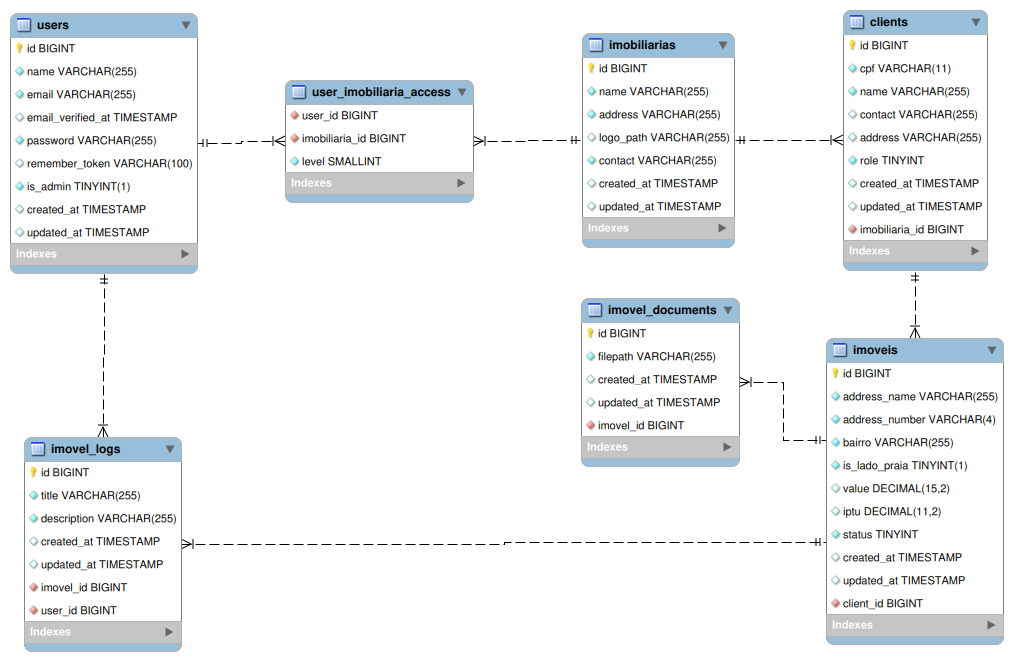 users
id BIGINT
name VARCHAR(255)
email VARCHAR(255)
email_verified_at TIMESTAMP
password VARCHAR(255)
remember_token VARCHAR(100)
is_admin TINYINT(1)
created_at TIMESTAMP
updated_at TIMESTAMP
Indexes
user_imobiliaria_access
user_id BIGINT
imobiliaria_id BIGINT
level SMALLINT
Indexes
imobiliarias
id BIGINT
name VARCHAR(255)
address VARCHAR(255)
logo_path VARCHAR(255)
contact VARCHAR(255)
created_at TIMESTAMP
updated_at TIMESTAMP
Indexes
clients
id BIGINT
cpf VARCHAR(11)
name VARCHAR(255)
contact VARCHAR(255)
address VARCHAR(255)
role TINYINT
created_at TIMESTAMP
updated_at TIMESTAMP
imobiliaria_id BIGINT
Indexes
imovel_documents
id BIGINT
filepath VARCHAR(255)
created_at TIMESTAMP
updated_at TIMESTAMP
imovel_id BIGINT
Indexes
imoveis
id BIGINT
address_name VARCHAR(255)
address_number VARCHAR(4)
bairro VARCHAR(255)
is_lado_praia TINYINT(1)
value DECIMAL(15,2)
iptu DECIMAL(11,2)
status TINYINT
created_at TIMESTAMP
updated_at TIMESTAMP
client_id BIGINT
Indexes
imovel_logs
id BIGINT
title VARCHAR(255)
description VARCHAR(255)
created_at TIMESTAMP
updated_at TIMESTAMP
imovel_id BIGINT
user_id BIGINT
Indexes